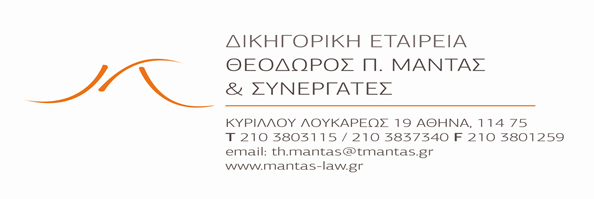 ΔΙΚΗΓΟΡΙΚΗ ΕΤΑΙΡΕΙΑ
ΘΕΟΔΩΡΟΣ Π. ΜΑΝΤΑΣ
& ΣΥΝΕΡΓΑΤΕΣ
ΚΥΡΙΛΛΟΥ ΛΟΥΚΑΡΕΩΣ 19 ΑΘΗΝΑ, 114 75
T 210 3803115 / 210 3837340 F 210 3801259
email: th.mantas@tmantas.gr
www.mantas-law.gr